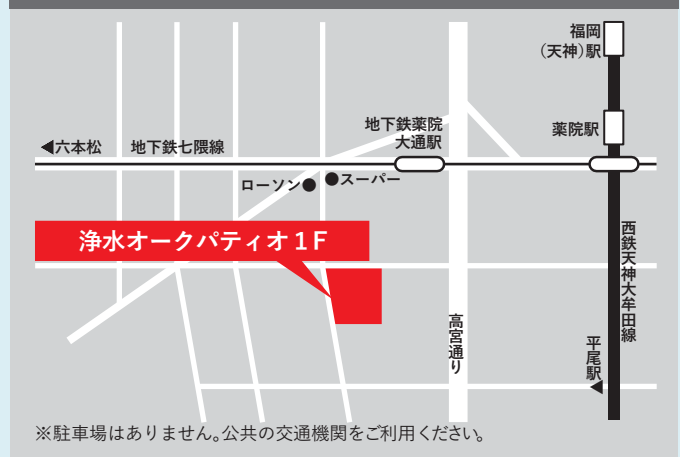 福岡
（天神）駅
薬院駅
地下鉄薬院
大通駅
◀六本松
地下鉄七隈線
ローソン●
●スーパー
浄水オークパティオ1F
西鉄天神大牟田線
高宮通り
平尾駅
※駐車場はありません。公共の交通機関をご利用ください。